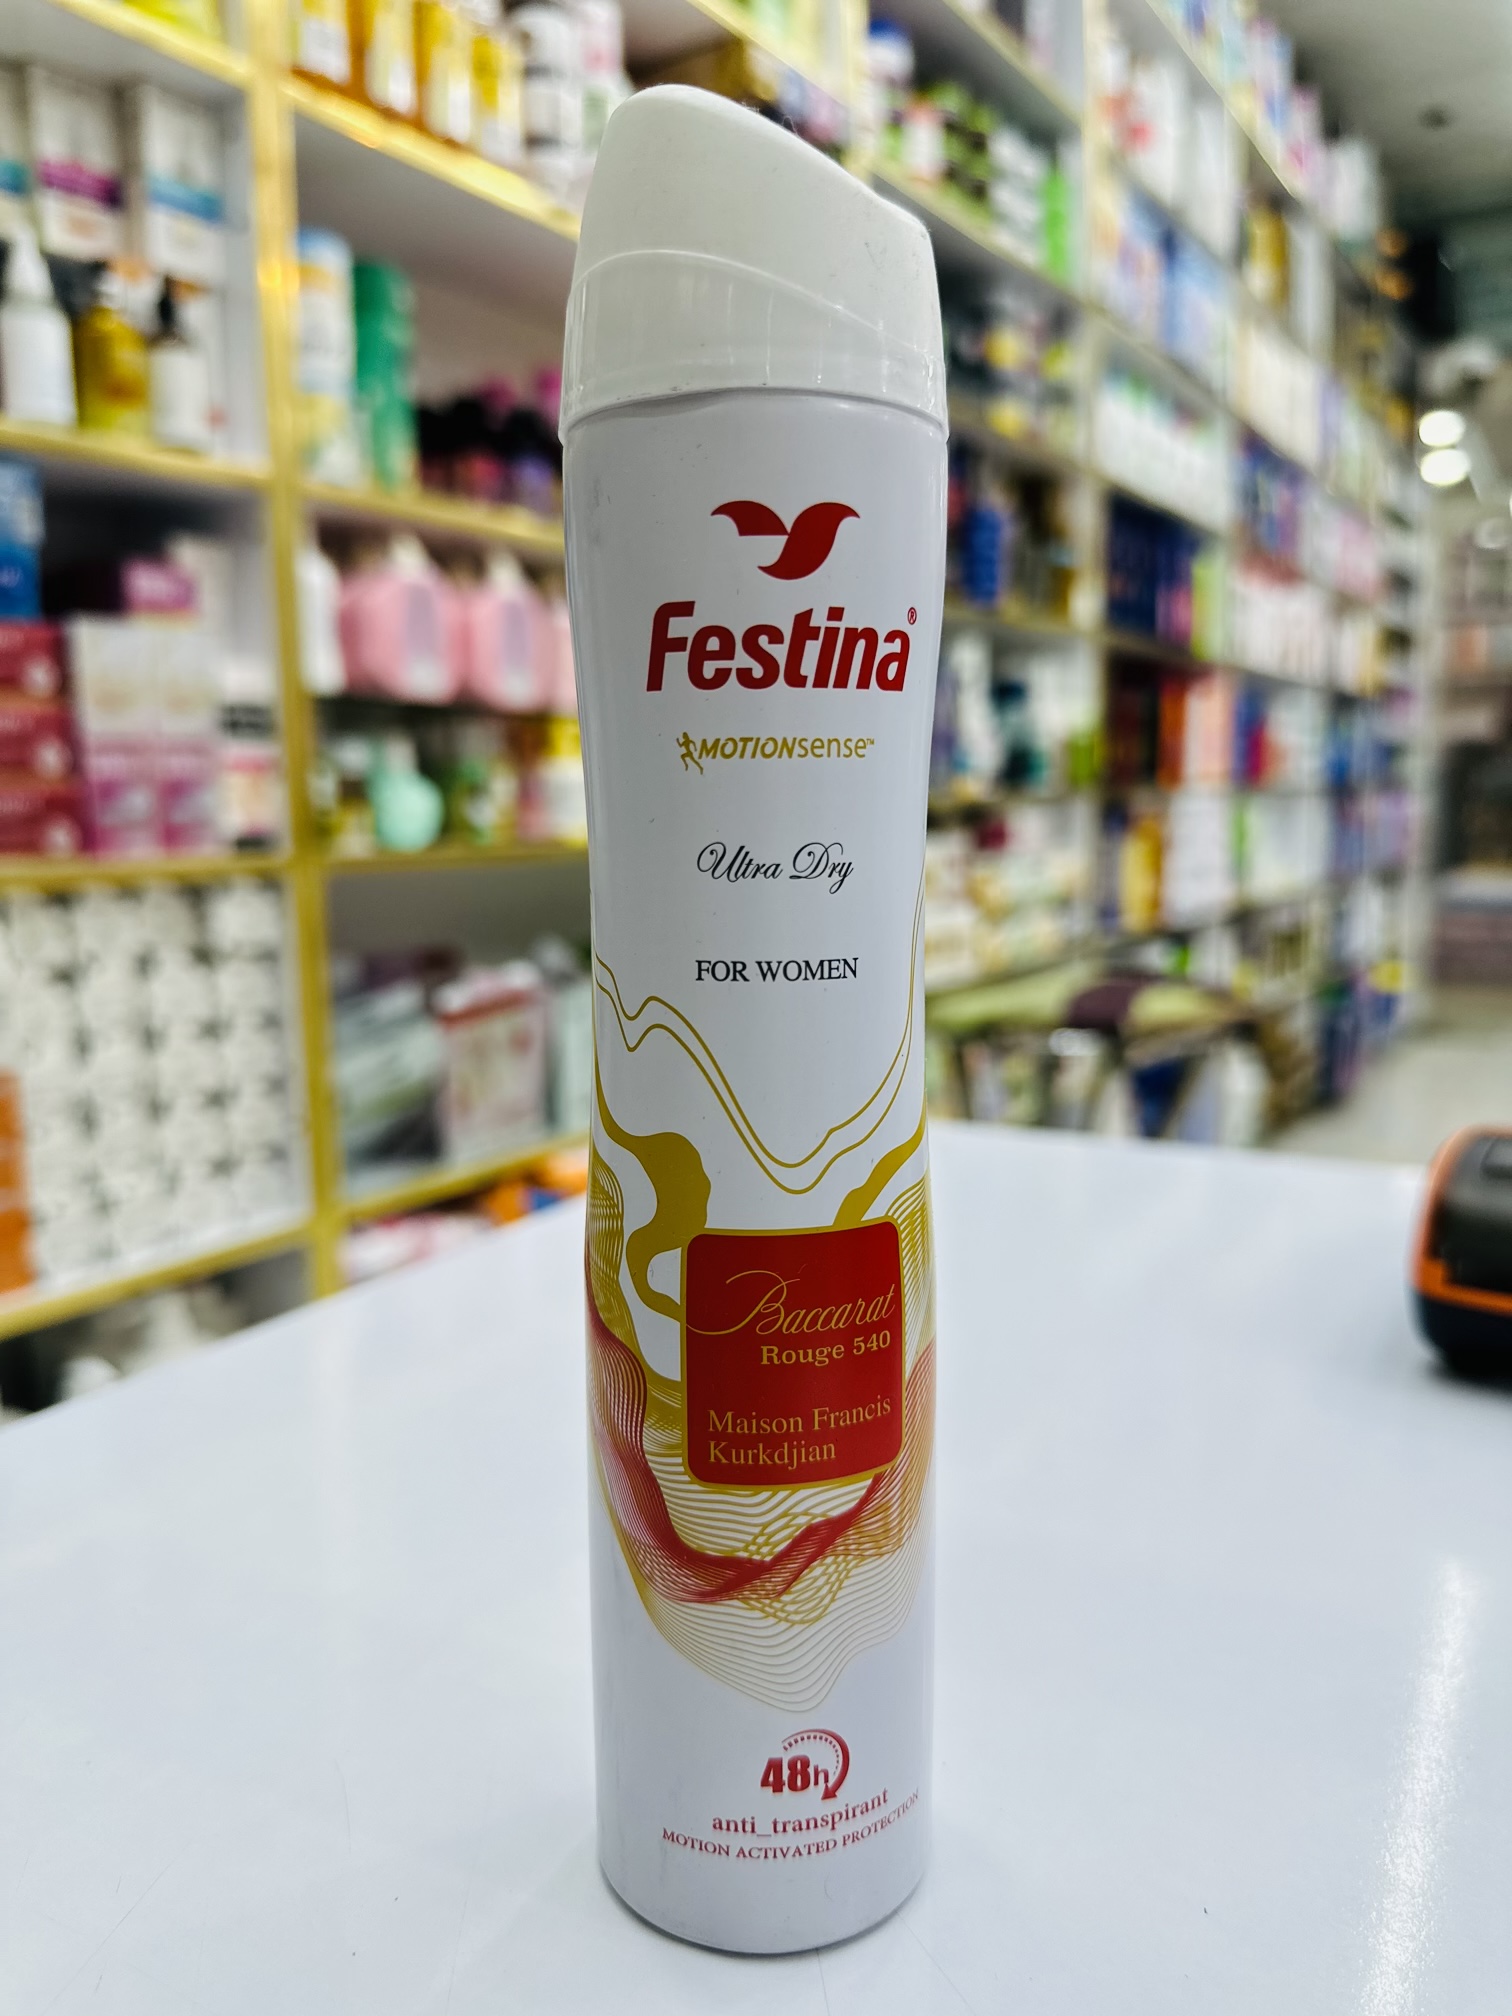 Festina®
MOTIONsense™
Ultra Dry
FOR WOMEN
Baccarat
Rouge 540
Maison Francis
Kurkdjian
48h
anti_transpirant
MOTION ACTIVATED PROTECTION